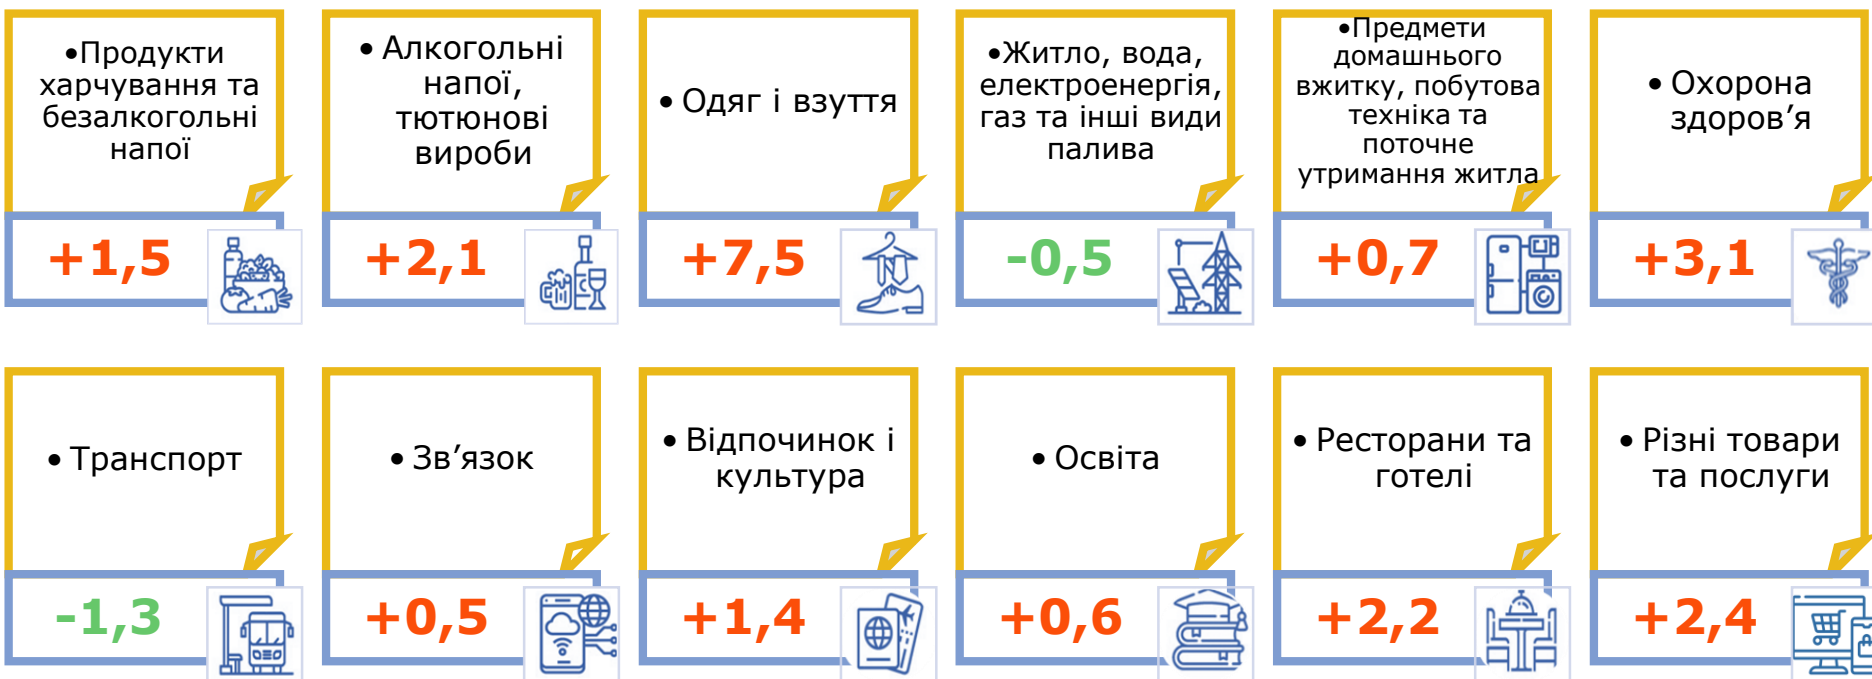 •Продукти
харчування та
безалкогольні
напої
+1,5
• Алкогольні
напої,
тютюнові
вироби
+2,1
• Одяг і взуття
+7,5
•Житло, вода,
електроенергія,
газ та інші види
палива
-0,5
•Предмети
домашнього
вжитку, побутова
техніка та
поточне
утримання житла
+0,7
• Охорона
здоров’я
+3,1
• Транспорт
-1,3
• Зв’язок
+0,5
• Відпочинок і
культура
+1,4
• Освіта
+0,6
• Ресторани та
готелі
+2,2
• Різні товари
та послуги
+2,4